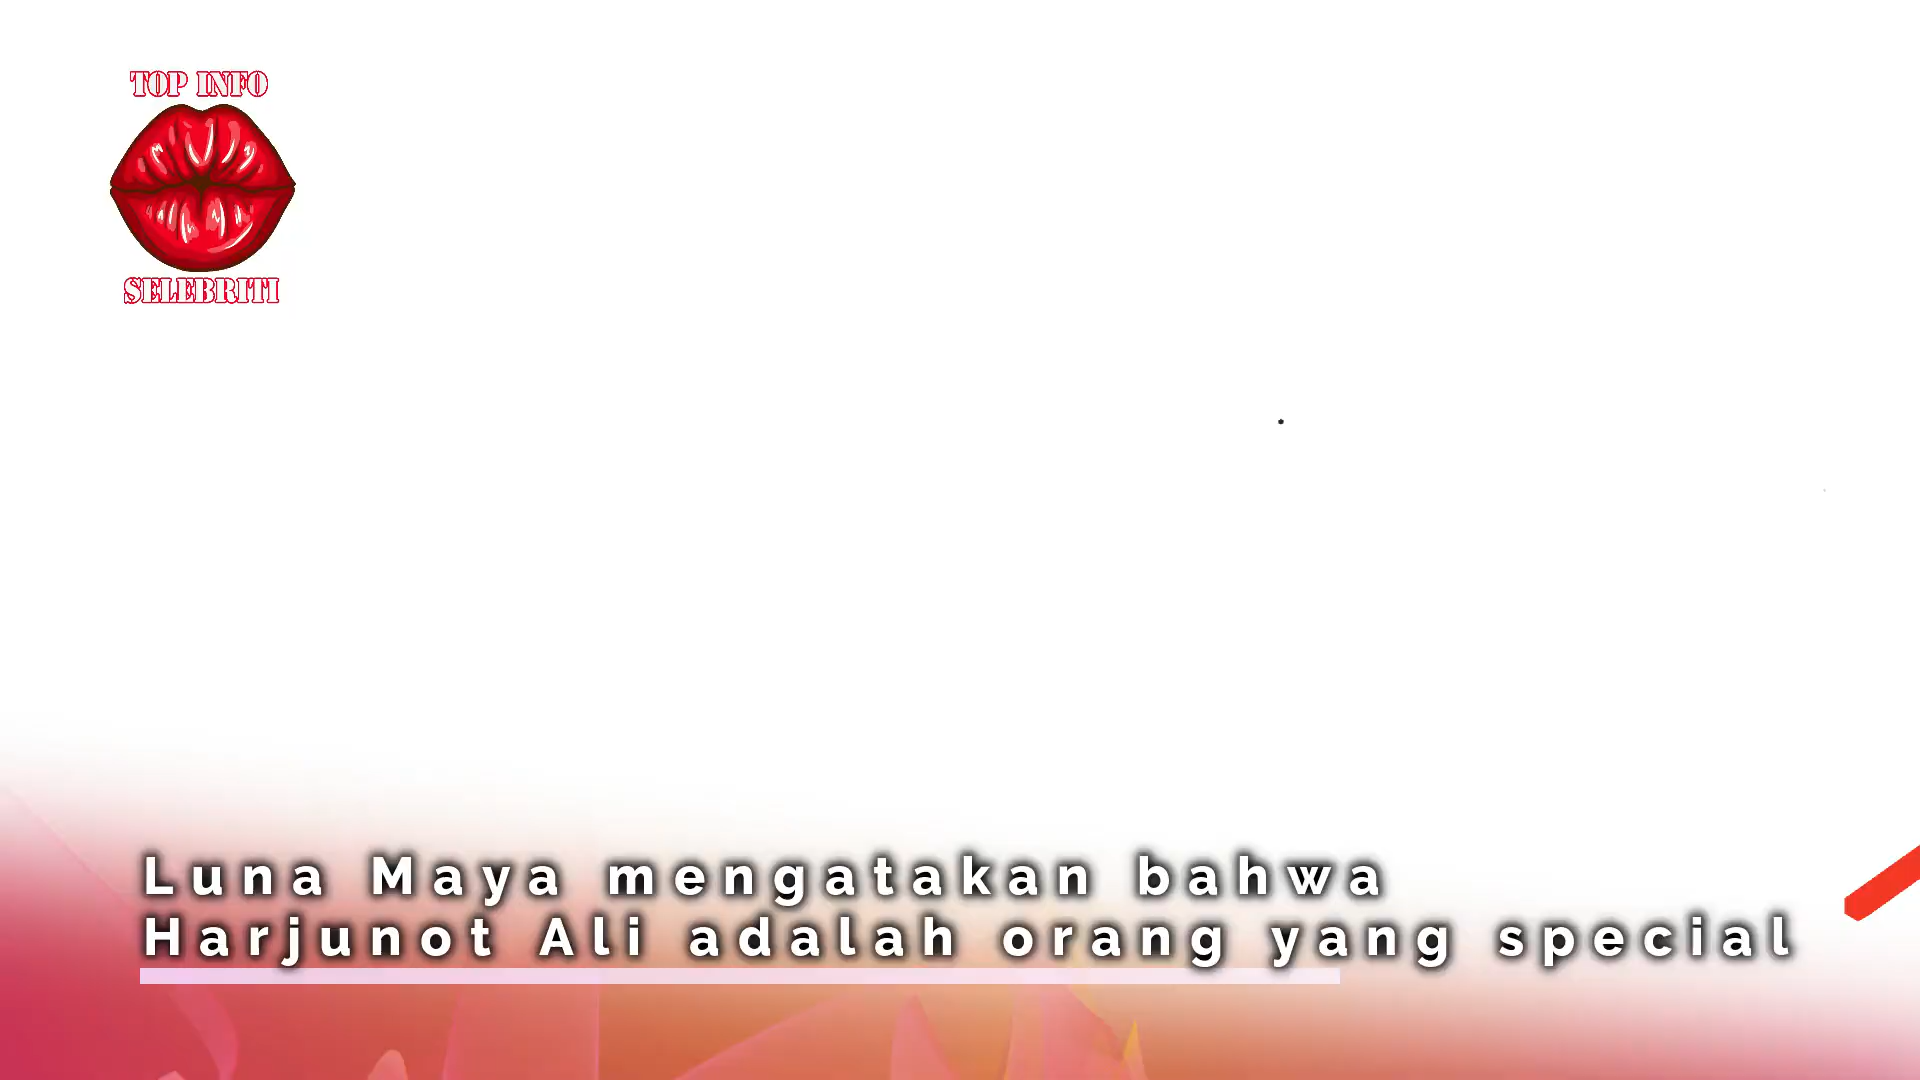 TOP INFO
SELEBRITI
Luna Maya mengatakan bahwa
Harjunot Ali adalah orang yang special